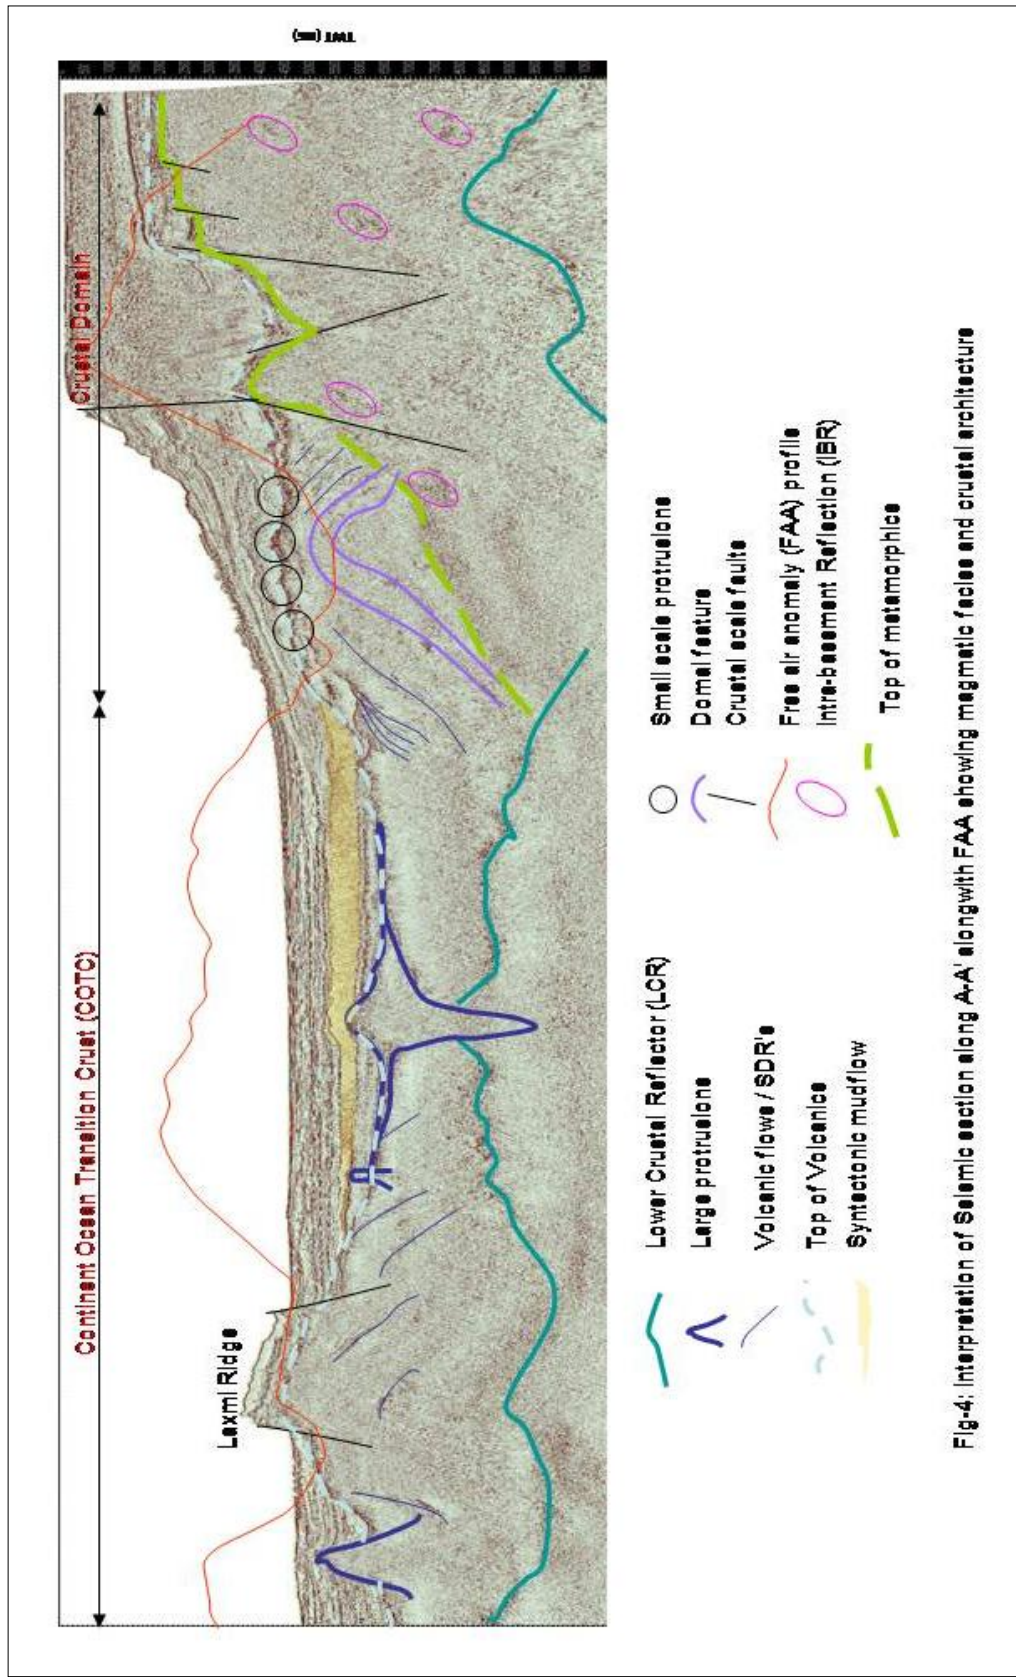 TWT (ms)
Continent Ocean Transition Crust (COTC)
Crustal Domain
Laxmi Ridge
Lower Crustal Reflector (LCR)
Large protrusions
Volcanic flows / SDR's
Top of Volcanics
Syntectonic mudflow
Small scale protrusions
Domal feature
Crustal scale faults
Free air anomaly (FAA) profile
Intra-basement Reflection (IBR)
Top of metamorphics
Fig-4: Interpretation of Seismic section along A-A' alongwith FAA showing magmatic facies and crustal architecture